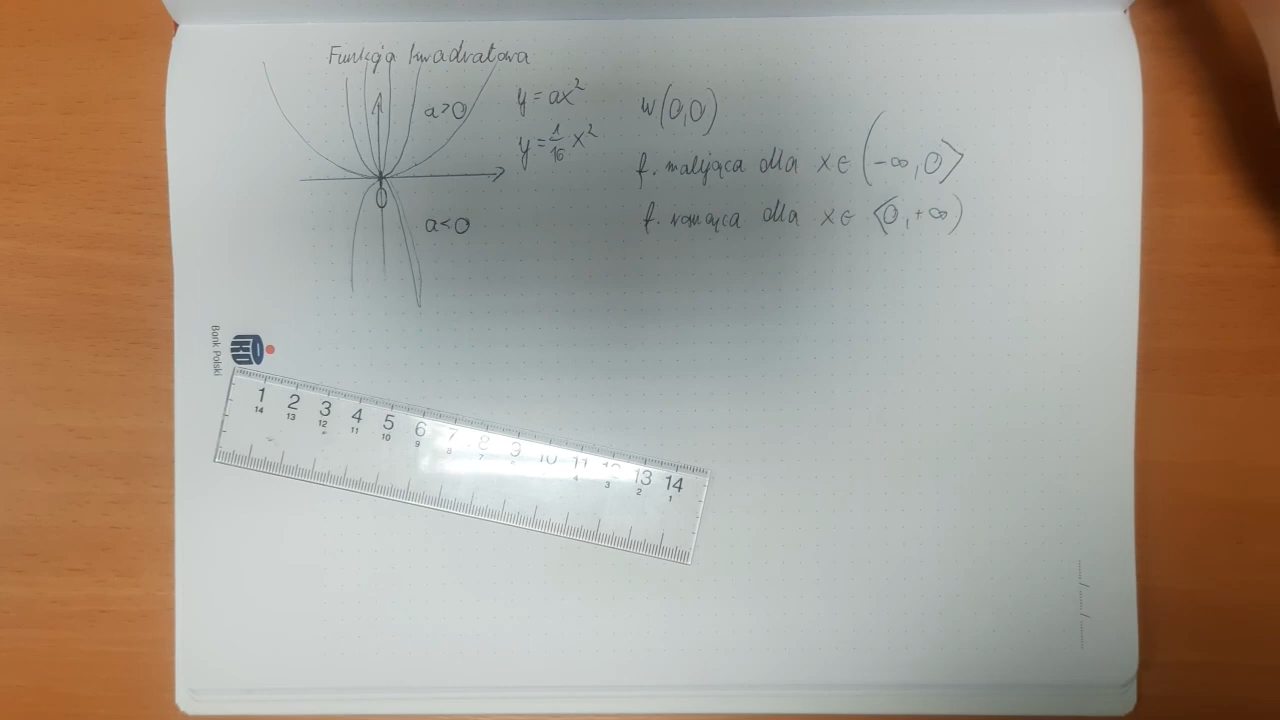 Funkcja kwadratowa
a>0
y = ax²
y = 1/16 x²
W(0,0)
f. malejąca dla x ∈ (-∞, 0⟩
f. rosnąca dla x ∈ ⟨0, +∞)
0
a<0
Bank Polski
1 2 3 4 5 6 7 8 9 10 11 12 13 14
14 13 12 11 10 9 8 7 4 3 2 1